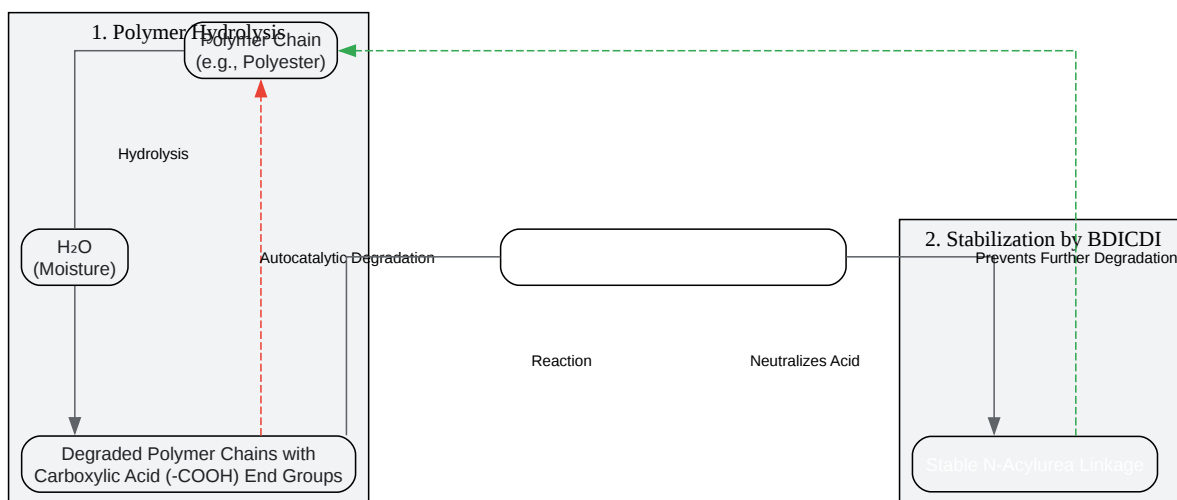 1. Polymer Hydrolysis
Polymer Chain
(e.g., Polyester)
Hydrolysis
H₂O
(Moisture)
Autocatalytic Degradation
2. Stabilization by BDICDI
Prevents Further Degradation
Reaction
Neutralizes Acid
Degraded Polymer Chains with
Carboxylic Acid (-COOH) End Groups
Stable N-Acylurea Linkage